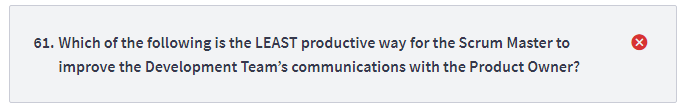 61. Which of the following is the LEAST productive way for the Scrum Master to
improve the Development Team’s communications with the Product Owner?